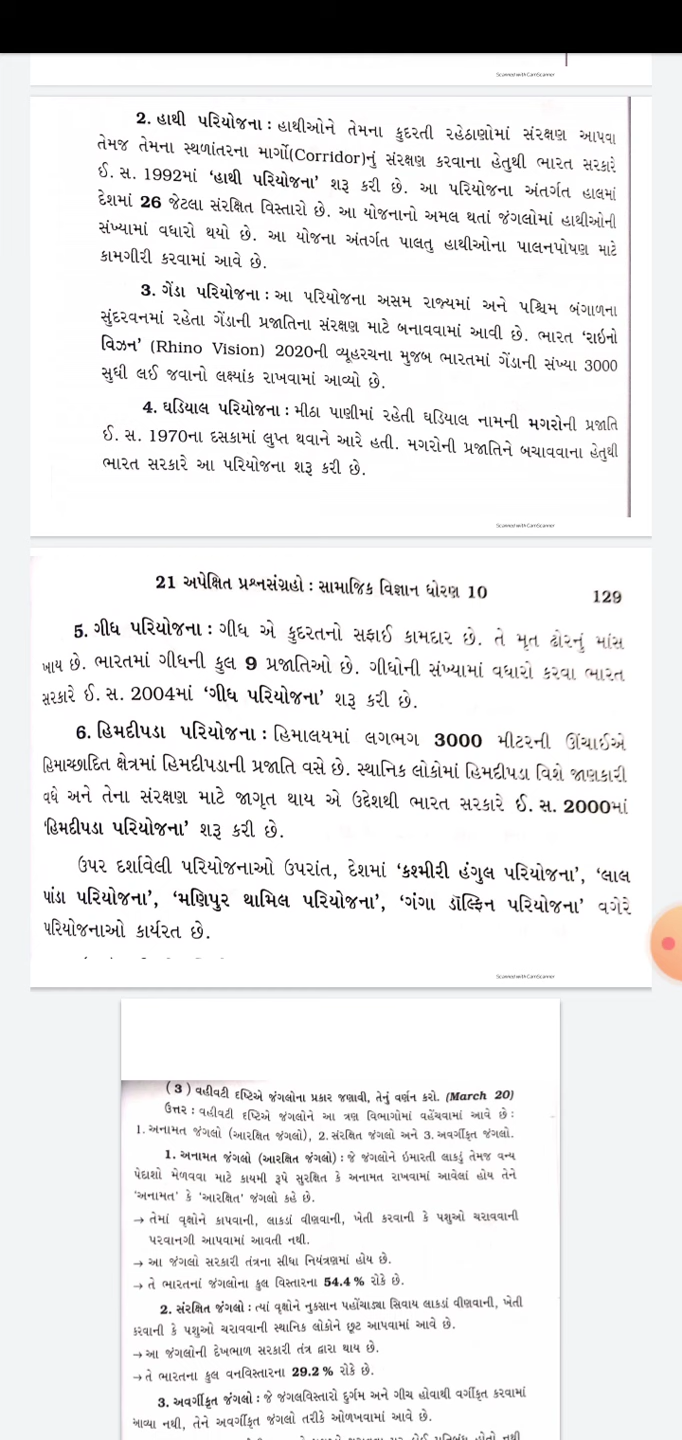 Scanned with CamScanner
2. હાથી પરિયોજના : હાથીઓને તેમના કુદરતી રહેઠાણોમાં સંરક્ષણ આપવા
તેમજ તેમના સ્થળાંતરના માર્ગો(Corridor)નું સંરક્ષણ કરવાના હેતુથી ભારત સરકારે
ઈ. સ. 1992માં ‘હાથી પરિયોજના’ શરૂ કરી છે. આ પરિયોજના અંતર્ગત હાલમાં
દેશમાં 26 જેટલા સંરક્ષિત વિસ્તારો છે. આ યોજનાનો અમલ થતાં જંગલોમાં હાથીઓની
સંખ્યામાં વધારો થયો છે. આ યોજના અંતર્ગત પાલતુ હાથીઓના પાલનપોષણ માટે
કામગીરી કરવામાં આવે છે.
3. ગેંડા પરિયોજના : આ પરિયોજના અસમ રાજ્યમાં અને પશ્ચિમ બંગાળના
સુંદરવનમાં રહેતા ગેંડાની પ્રજાતિના સંરક્ષણ માટે બનાવવામાં આવી છે. ભારત ‘રાઇનો
વિઝન’ (Rhino Vision) 2020ની વ્યૂહરચના મુજબ ભારતમાં ગેંડાની સંખ્યા 3000
સુધી લઈ જવાનો લક્ષ્યાંક રાખવામાં આવ્યો છે.
4. ઘડિયાલ પરિયોજના : મીઠા પાણીમાં રહેતી ઘડિયાલ નામની મગરોની પ્રજાતિ
ઈ. સ. 1970ના દસકામાં લુપ્ત થવાને આરે હતી. મગરોની પ્રજાતિને બચાવવાના હેતુથી
ભારત સરકારે આ પરિયોજના શરૂ કરી છે.
Scanned with CamScanner
21 અપેક્ષિત પ્રશ્નસંગ્રહો : સામાજિક વિજ્ઞાન ધોરણ 10 129
5. ગીધ પરિયોજના : ગીધ એ કુદરતનો સફાઈ કામદાર છે. તે મૃત ઢોરનું માંસ
ખાય છે. ભારતમાં ગીધની કુલ 9 પ્રજાતિઓ છે. ગીધોની સંખ્યામાં વધારો કરવા ભારત
સરકારે ઈ. સ. 2004માં ‘ગીધ પરિયોજના’ શરૂ કરી છે.
6. હિમદીપડા પરિયોજના : હિમાલયમાં લગભગ 3000 મીટરની ઊંચાઈએ
હિમાચ્છાદિત ક્ષેત્રમાં હિમદીપડાની પ્રજાતિ વસે છે. સ્થાનિક લોકોમાં હિમદીપડા વિશે જાણકારી
વધે અને તેના સંરક્ષણ માટે જાગૃત થાય એ ઉદ્દેશથી ભારત સરકારે ઈ. સ. 2000માં
‘હિમદીપડા પરિયોજના’ શરૂ કરી છે.
ઉપર દર્શાવેલી પરિયોજનાઓ ઉપરાંત, દેશમાં ‘કશ્મીરી હંગુલ પરિયોજના’, ‘લાલ
પાંડા પરિયોજના’, ‘મણિપુર થામિલ પરિયોજના’, ‘ગંગા ડૉલ્ફિન પરિયોજના’ વગેરે
પરિયોજનાઓ કાર્યરત છે.
Scanned with CamScanner
(3) વહીવટી દૃષ્ટિએ જંગલોના પ્રકાર જણાવી, તેનું વર્ણન કરો. (March 20)
ઉત્તર : વહીવટી દૃષ્ટિએ જંગલોને આ ત્રણ વિભાગોમાં વહેંચવામાં આવે છે :
1. અનામત જંગલો (આરક્ષિત જંગલો), 2. સંરક્ષિત જંગલો અને 3. અવર્ગીકૃત જંગલો.
1. અનામત જંગલો (આરક્ષિત જંગલો) : જે જંગલોને ઇમારતી લાકડું તેમજ વન્ય
પેદાશો મેળવવા માટે કાયમી રૂપે સુરક્ષિત કે અનામત રાખવામાં આવેલાં હોય તેને
‘અનામત’ કે ‘આરક્ષિત’ જંગલો કહે છે.
→ તેમાં વૃક્ષોને કાપવાની, લાકડાં વીણવાની, ખેતી કરવાની કે પશુઓ ચરાવવાની
પરવાનગી આપવામાં આવતી નથી.
→ આ જંગલો સરકારી તંત્રના સીધા નિયંત્રણમાં હોય છે.
→ તે ભારતનાં જંગલોના કુલ વિસ્તારના 54.4 % રોકે છે.
2. સંરક્ષિત જંગલો : ત્યાં વૃક્ષોને નુકસાન પહોંચાડ્યા સિવાય લાકડાં વીણવાની, ખેતી
કરવાની કે પશુઓ ચરાવવાની સ્થાનિક લોકોને છૂટ આપવામાં આવે છે.
→ આ જંગલોની દેખભાળ સરકારી તંત્ર દ્વારા થાય છે.
→ તે ભારતના કુલ વનવિસ્તારના 29.2 % રોકે છે.
3. અવર્ગીકૃત જંગલો : જે જંગલવિસ્તારો દુર્ગમ અને ગીચ હોવાથી વર્ગીકૃત કરવામાં
આવ્યા નથી, તેને અવર્ગીકૃત જંગલો તરીકે ઓળખવામાં આવે છે.